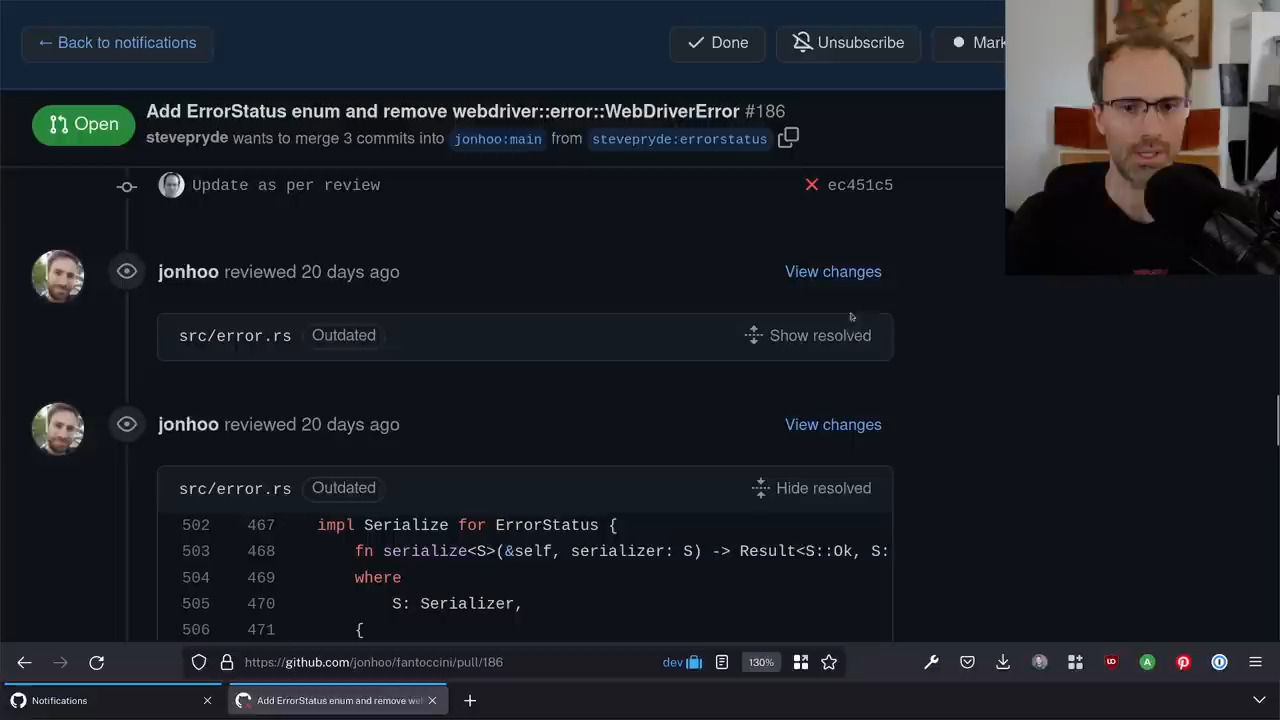 ← Back to notifications
Done
Unsubscribe
Mark
Open
Add ErrorStatus enum and remove webdriver::error::WebDriverError #186
stevepryde wants to merge 3 commits into jonhoo:main from stevepryde:errorstatus
Update as per review
ec451c5
jonhoo reviewed 20 days ago
View changes
src/error.rs
Outdated
Show resolved
jonhoo reviewed 20 days ago
View changes
src/error.rs
Outdated
Hide resolved
502 467 impl Serialize for ErrorStatus {
503 468 fn serialize<S>(&self, serializer: S) -> Result<S::Ok, S:
504 469 where
505 470 S: Serializer,
506 471 {
https://github.com/jonhoo/fantoccini/pull/186
dev
130%
Notifications
Add ErrorStatus enum and remove we